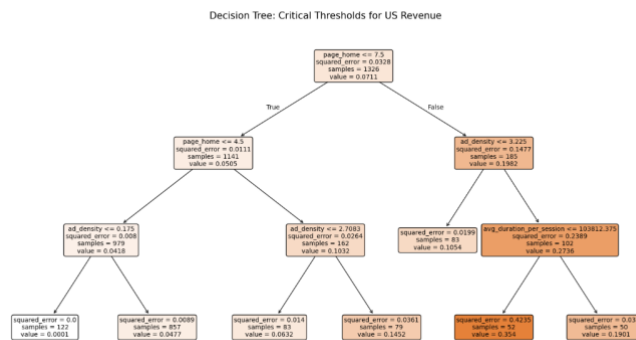 Decision Tree: Critical Thresholds for US Revenue
page_home <= 7.5
squared_error = 0.0328
samples = 1326
value = 0.0711
True
False
page_home <= 4.5
squared_error = 0.0111
samples = 1141
value = 0.0505
ad_density <= 3.225
squared_error = 0.1477
samples = 185
value = 0.1982
ad_density <= 0.175
squared_error = 0.008
samples = 979
value = 0.0418
ad_density <= 2.7083
squared_error = 0.0264
samples = 162
value = 0.1032
squared_error = 0.0199
samples = 83
value = 0.1054
avg_duration_per_session <= 103812.375
squared_error = 0.2389
samples = 102
value = 0.2736
squared_error = 0.0
samples = 122
value = 0.0001
squared_error = 0.0089
samples = 857
value = 0.0477
squared_error = 0.014
samples = 83
value = 0.0632
squared_error = 0.0361
samples = 79
value = 0.1452
squared_error = 0.4235
samples = 52
value = 0.354
squared_error = 0.03
samples = 50
value = 0.1901